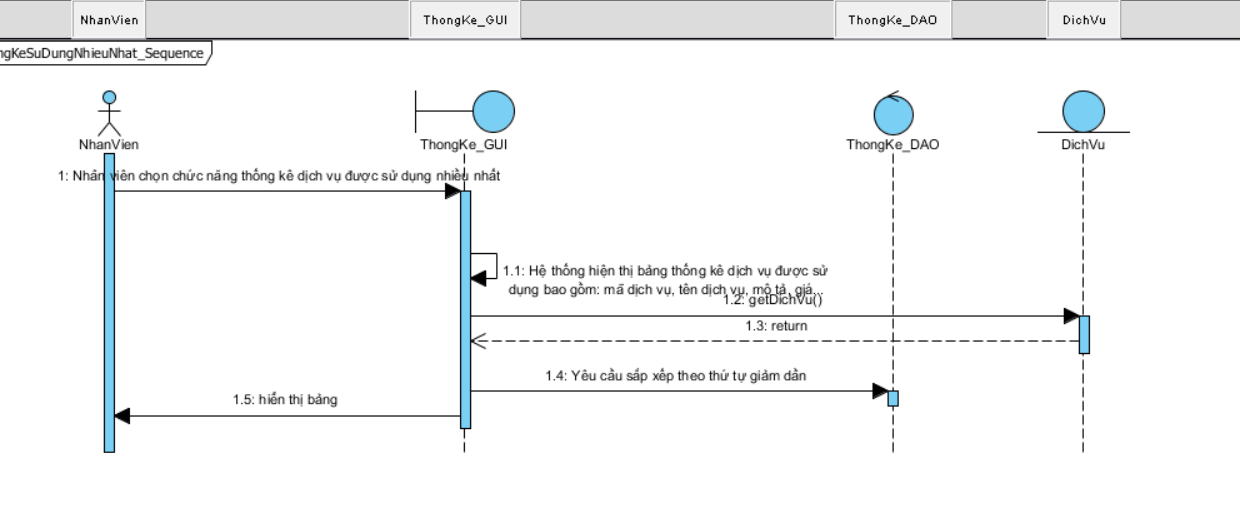 NhanVien
ThongKe_GUI
ThongKe_DAO
DichVu
ngKeSuDungNhieuNhat_Sequence
NhanVien
ThongKe_GUI
ThongKe_DAO
DichVu
1: Nhân viên chọn chức năng thống kê dịch vụ được sử dụng nhiều nhất
1.1: Hệ thống hiện thị bảng thống kê dịch vụ được sử
dụng bao gồm: mã dịch vụ, tên dịch vụ, mô tả, giá...
1.2: getDichVu()
1.3: return
1.4: Yêu cầu sắp xếp theo thứ tự giảm dần
1.5: hiển thị bảng